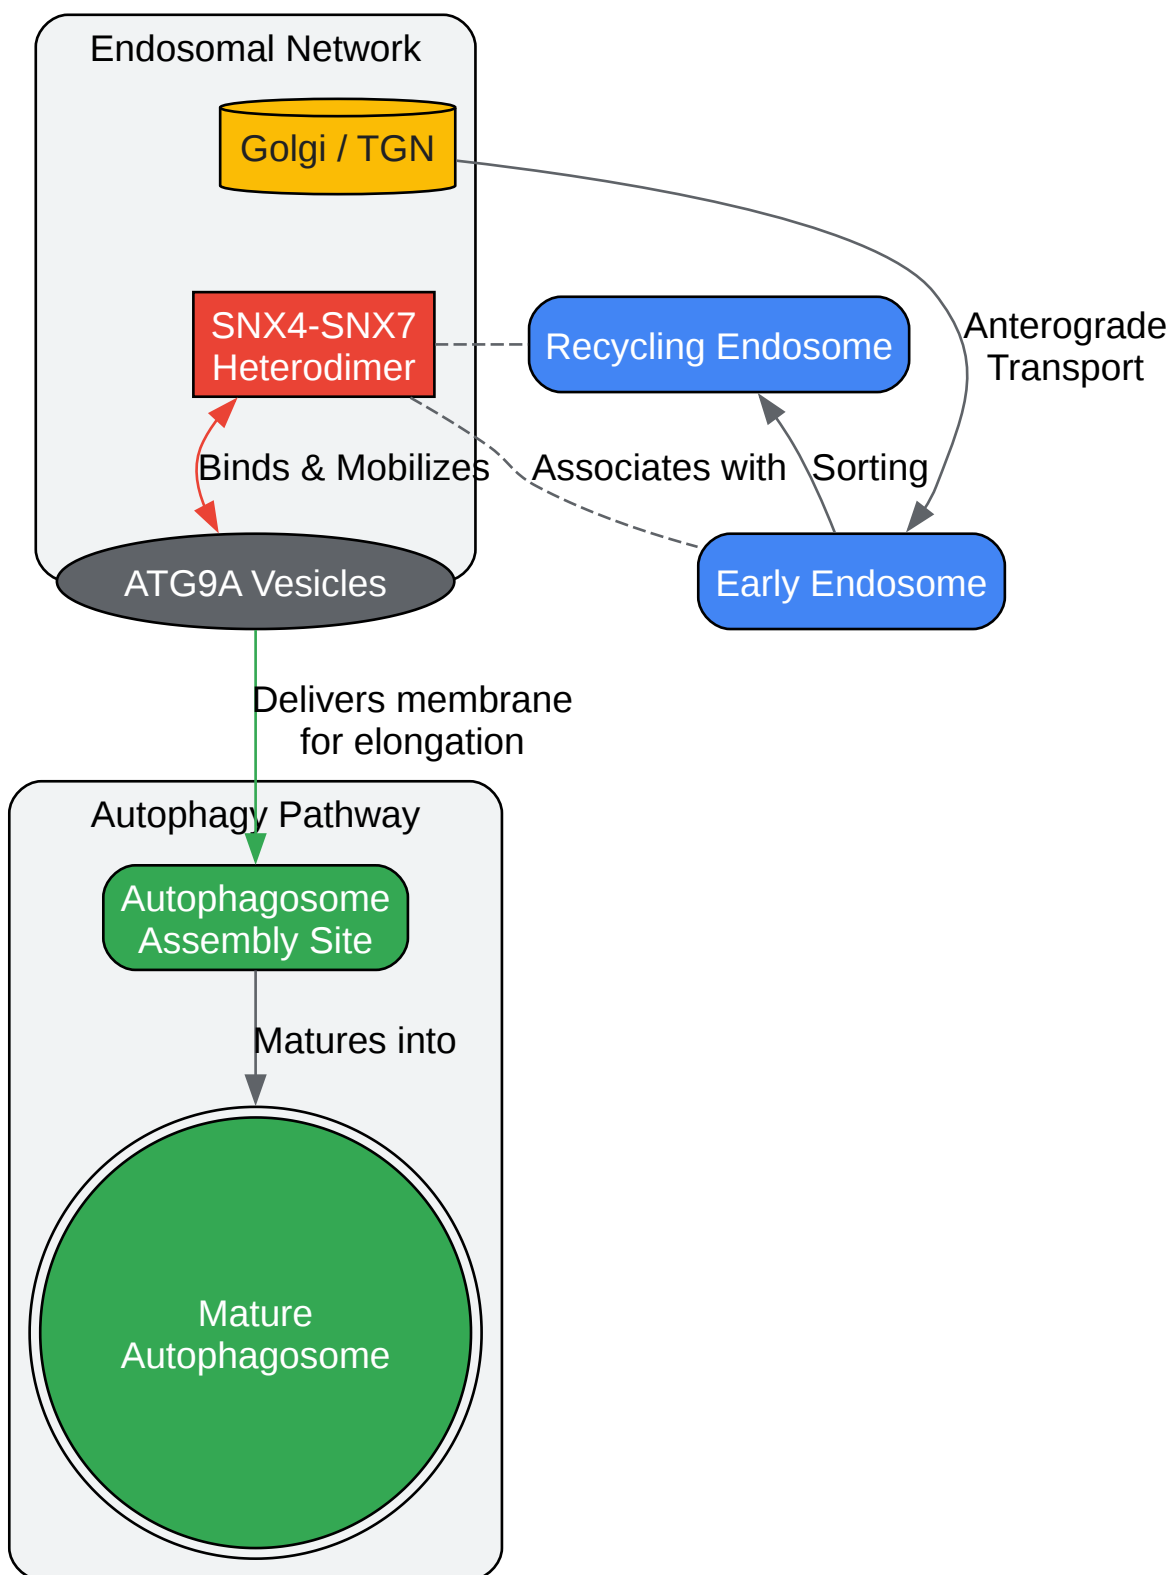 Endosomal Network
Golgi / TGN
SNX4-SNX7
Heterodimer
Recycling Endosome
Anterograde
Transport
Binds & Mobilizes
Associates with
Sorting
ATG9A Vesicles
Early Endosome
Delivers membrane
for elongation
Autophagy Pathway
Autophagosome
Assembly Site
Matures into
Mature
Autophagosome